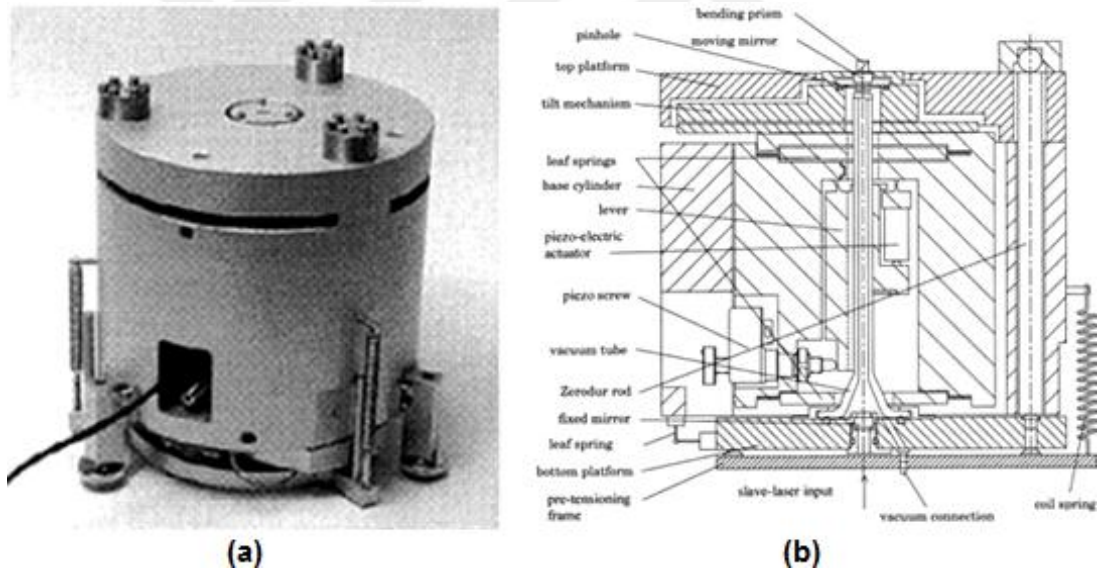 bending prism
moving mirror
pinhole
top platform
tilt mechanism
leaf springs
base cylinder
lever
piezo-electric
actuator
piezo screw
vacuum tube
Zerodur rod
fixed mirror
leaf spring
bottom platform
pre-tensioning
frame
slave-laser input
vacuum connection
coil spring
(a)
(b)